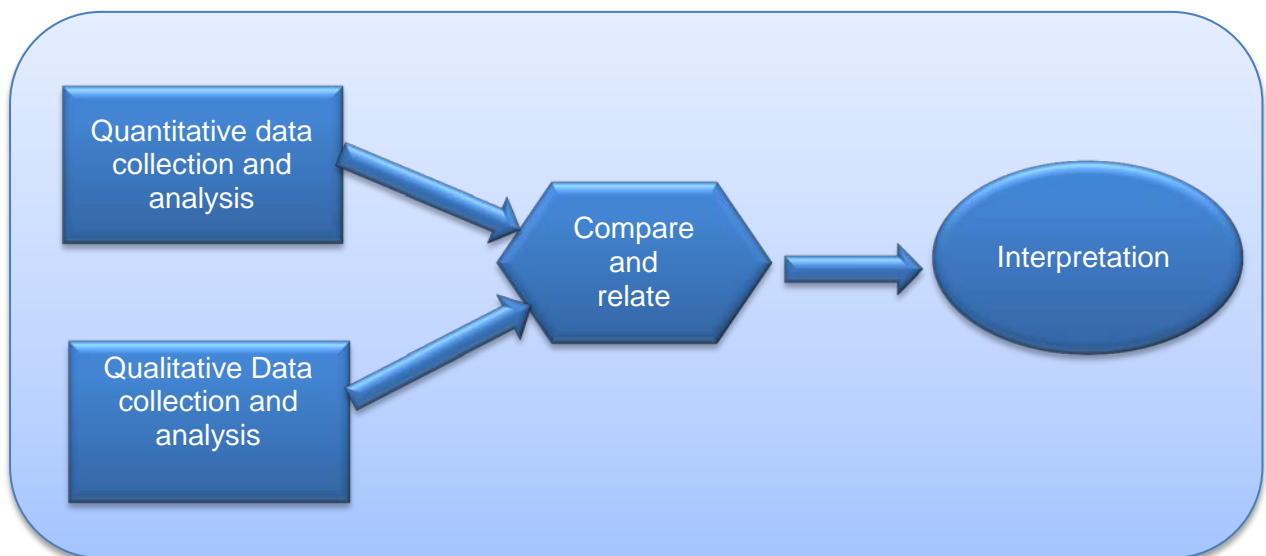 Quantitative data
collection and
analysis
Qualitative Data
collection and
analysis
Compare
and
relate
Interpretation